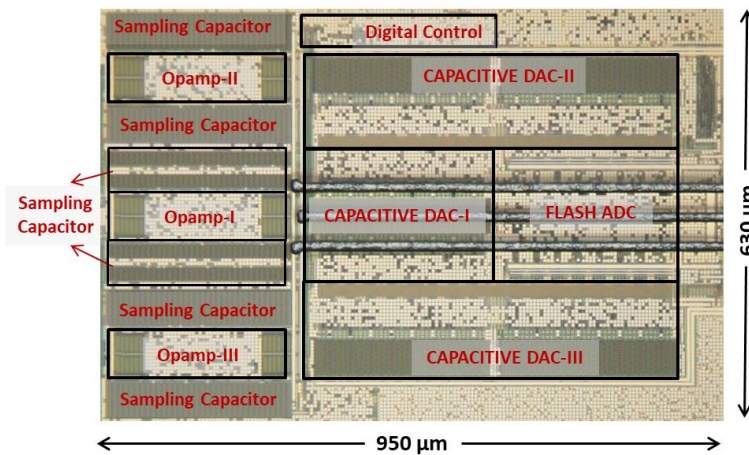 Sampling Capacitor
Digital Control
Opamp-II
CAPACITIVE DAC-II
Sampling Capacitor
Sampling
Capacitor
Opamp-I
CAPACITIVE DAC-I
FLASH ADC
Sampling Capacitor
Opamp-III
CAPACITIVE DAC-III
Sampling Capacitor
630 µm
950 µm